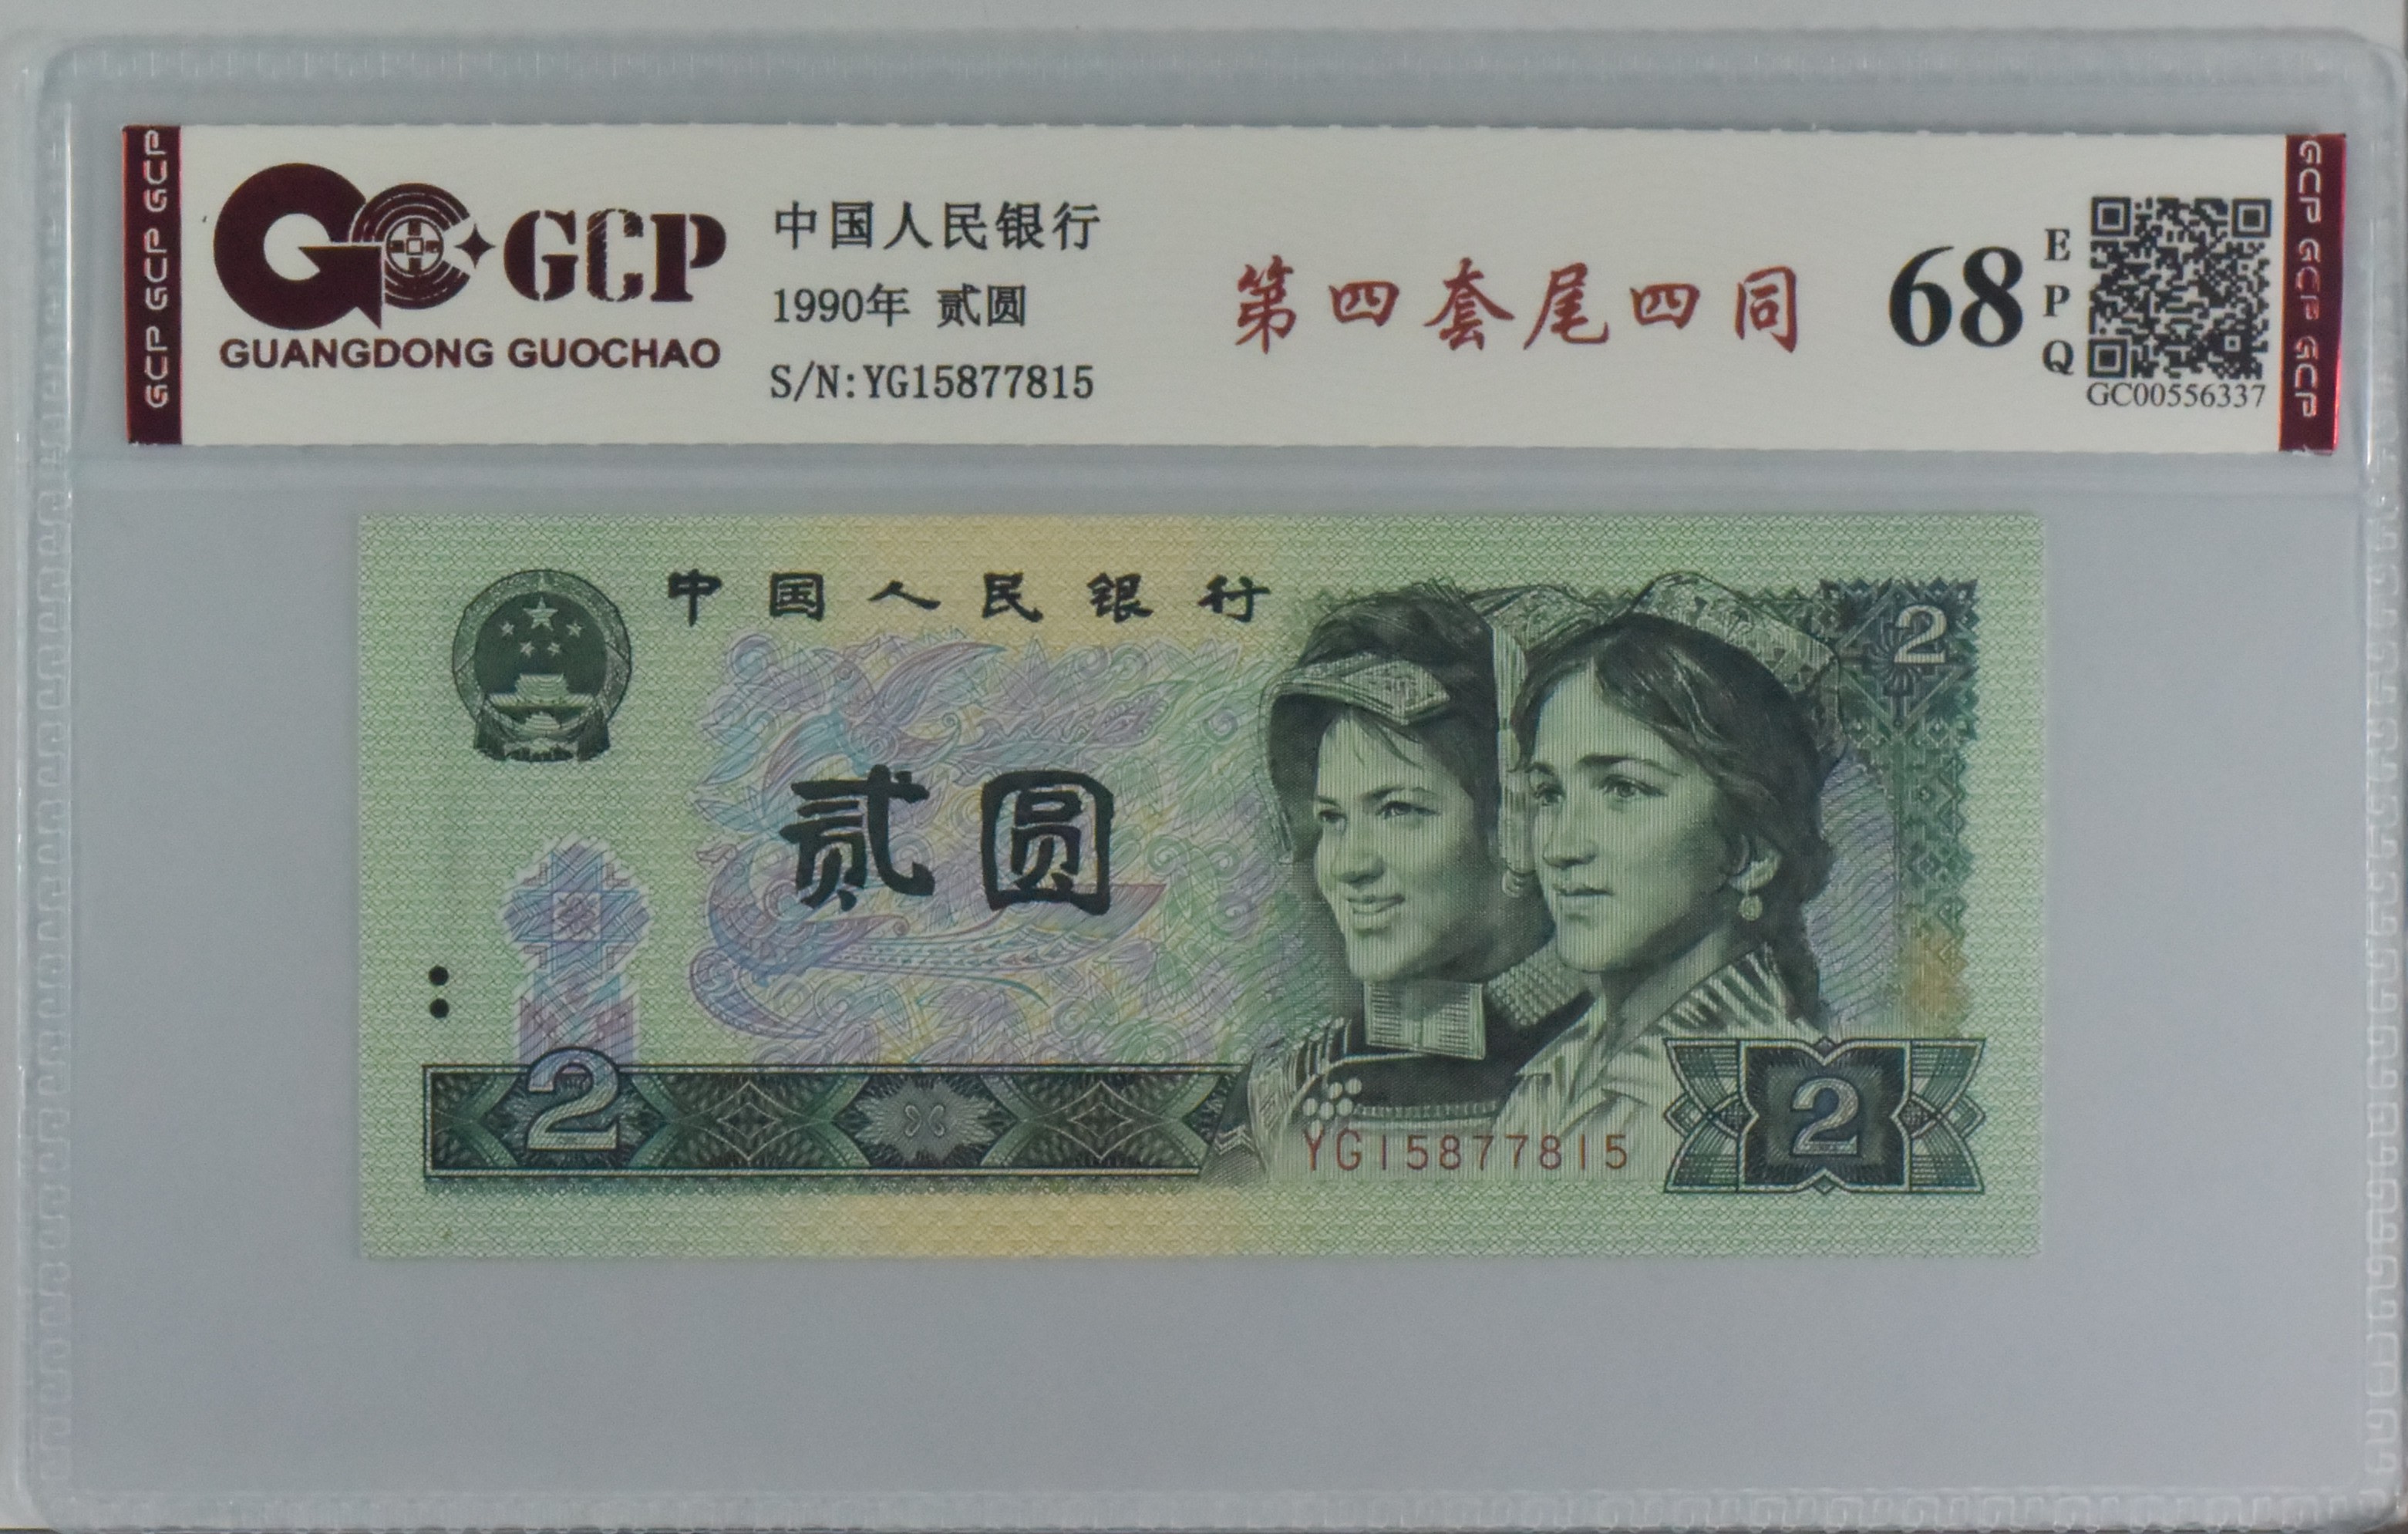 GCP GCP GCP
GCP
GUANGDONG GUOCHAO
中国人民银行
1990年 贰圆
S/N:YG15877815
第四套尾四同
68
EPQ
GC00556337
GCP GCP GCP
中国人民银行
2
贰圆
2
YG15877815
2